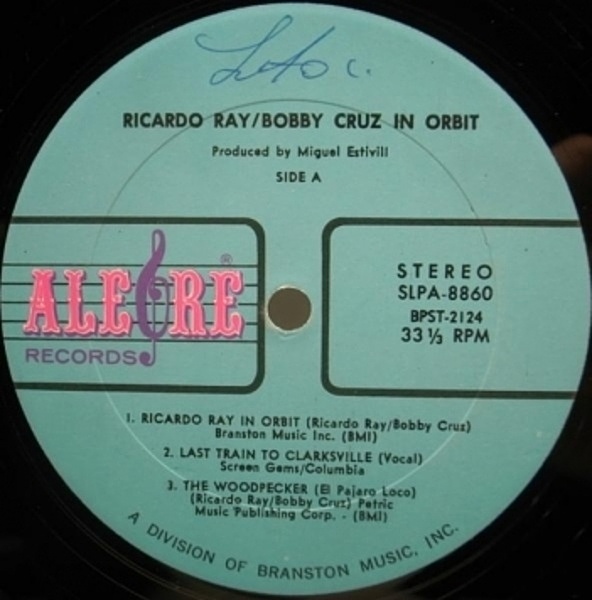 RICARDO RAY/BOBBY CRUZ IN ORBIT
Produced by Miguel Estivill
SIDE A
ALEGRE
®
RECORDS
STEREO
SLPA-8860
BPST-2124
33 ⅓ RPM
1. RICARDO RAY IN ORBIT (Ricardo Ray/Bobby Cruz)
Branston Music Inc. (BMI)
2. LAST TRAIN TO CLARKSVILLE (Vocal)
Screen Gems/Columbia
3. THE WOODPECKER (El Pajaro Loco)
(Ricardo Ray/Bobby Cruz) Petric
Music Publishing Corp. - (BMI)
A DIVISION OF BRANSTON MUSIC, INC.